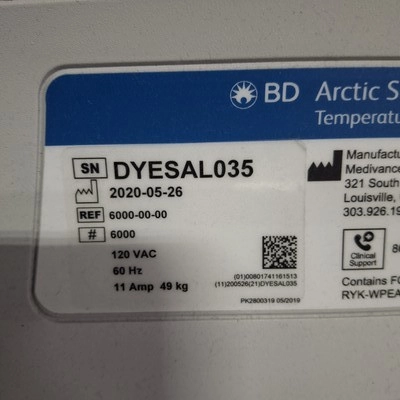 BD Arctic S
Temperatu
SN DYESAL035
2020-05-26
REF 6000-00-00
# 6000
120 VAC
60 Hz
11 Amp 49 kg
(01)00801741161513
(11)200526(21)DYESAL035
PK2800319 05/2019
Manufactu
Medivance
321 South
Louisville,
303.926.19
Clinical
Support
80
Contains FC
RYK-WPEA